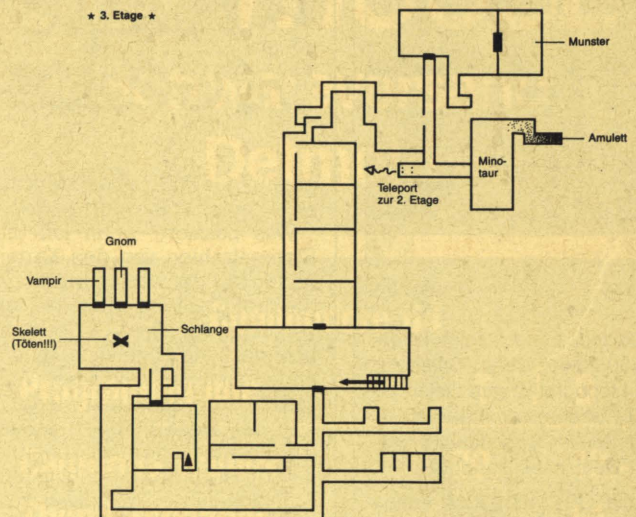 ★ 3. Etage ★
Munster
Amulett
Mino-
taur
Teleport
zur 2. Etage
Gnom
Vampir
Skelett
(Töten!!!)
Schlange